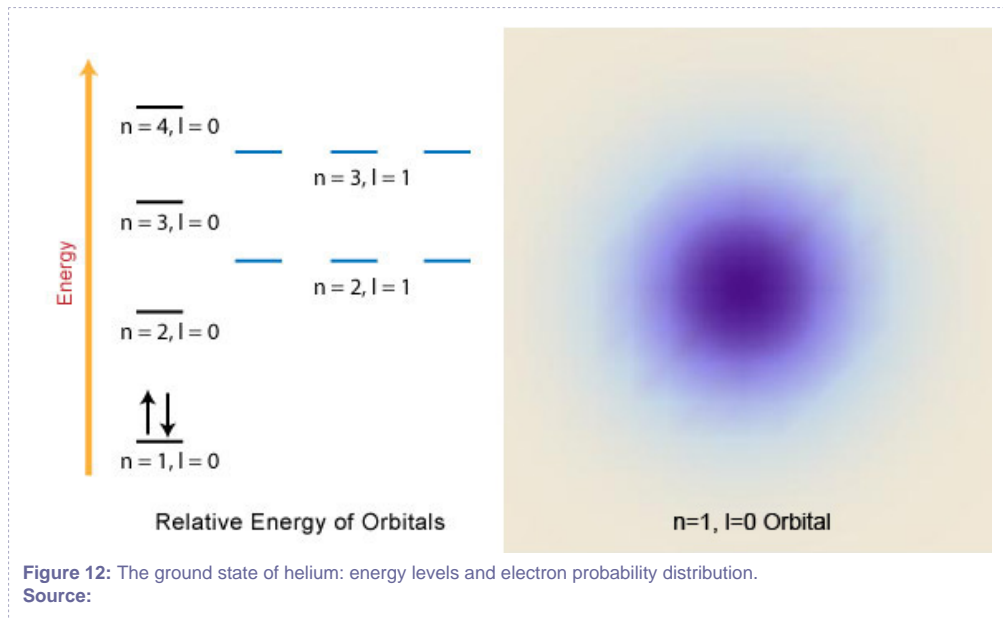 Energy
n = 4, l = 0
n = 3, l = 1
n = 3, l = 0
n = 2, l = 1
n = 2, l = 0
n = 1, l = 0
Relative Energy of Orbitals
n=1, l=0 Orbital
Figure 12: The ground state of helium: energy levels and electron probability distribution.
Source: